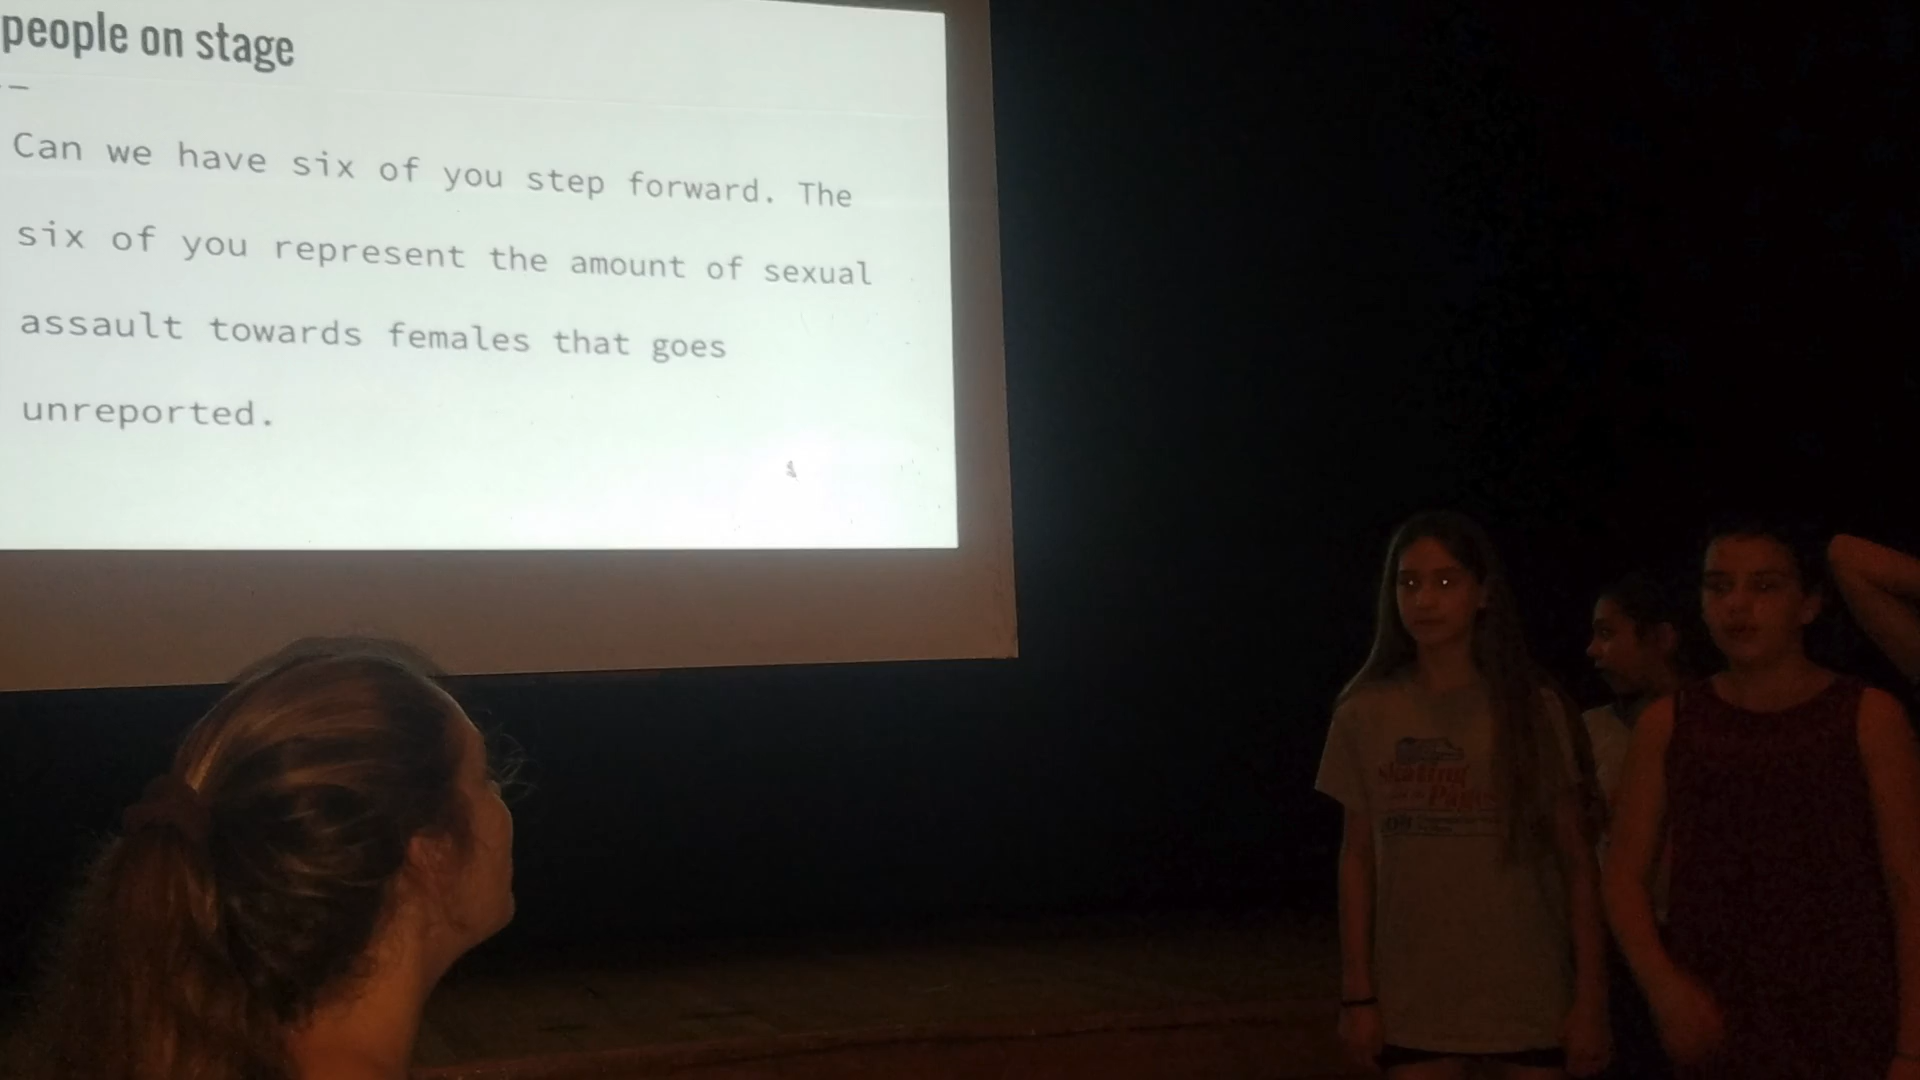 people on stage
Can we have six of you step forward. The
six of you represent the amount of sexual
assault towards females that goes
unreported.
Skating